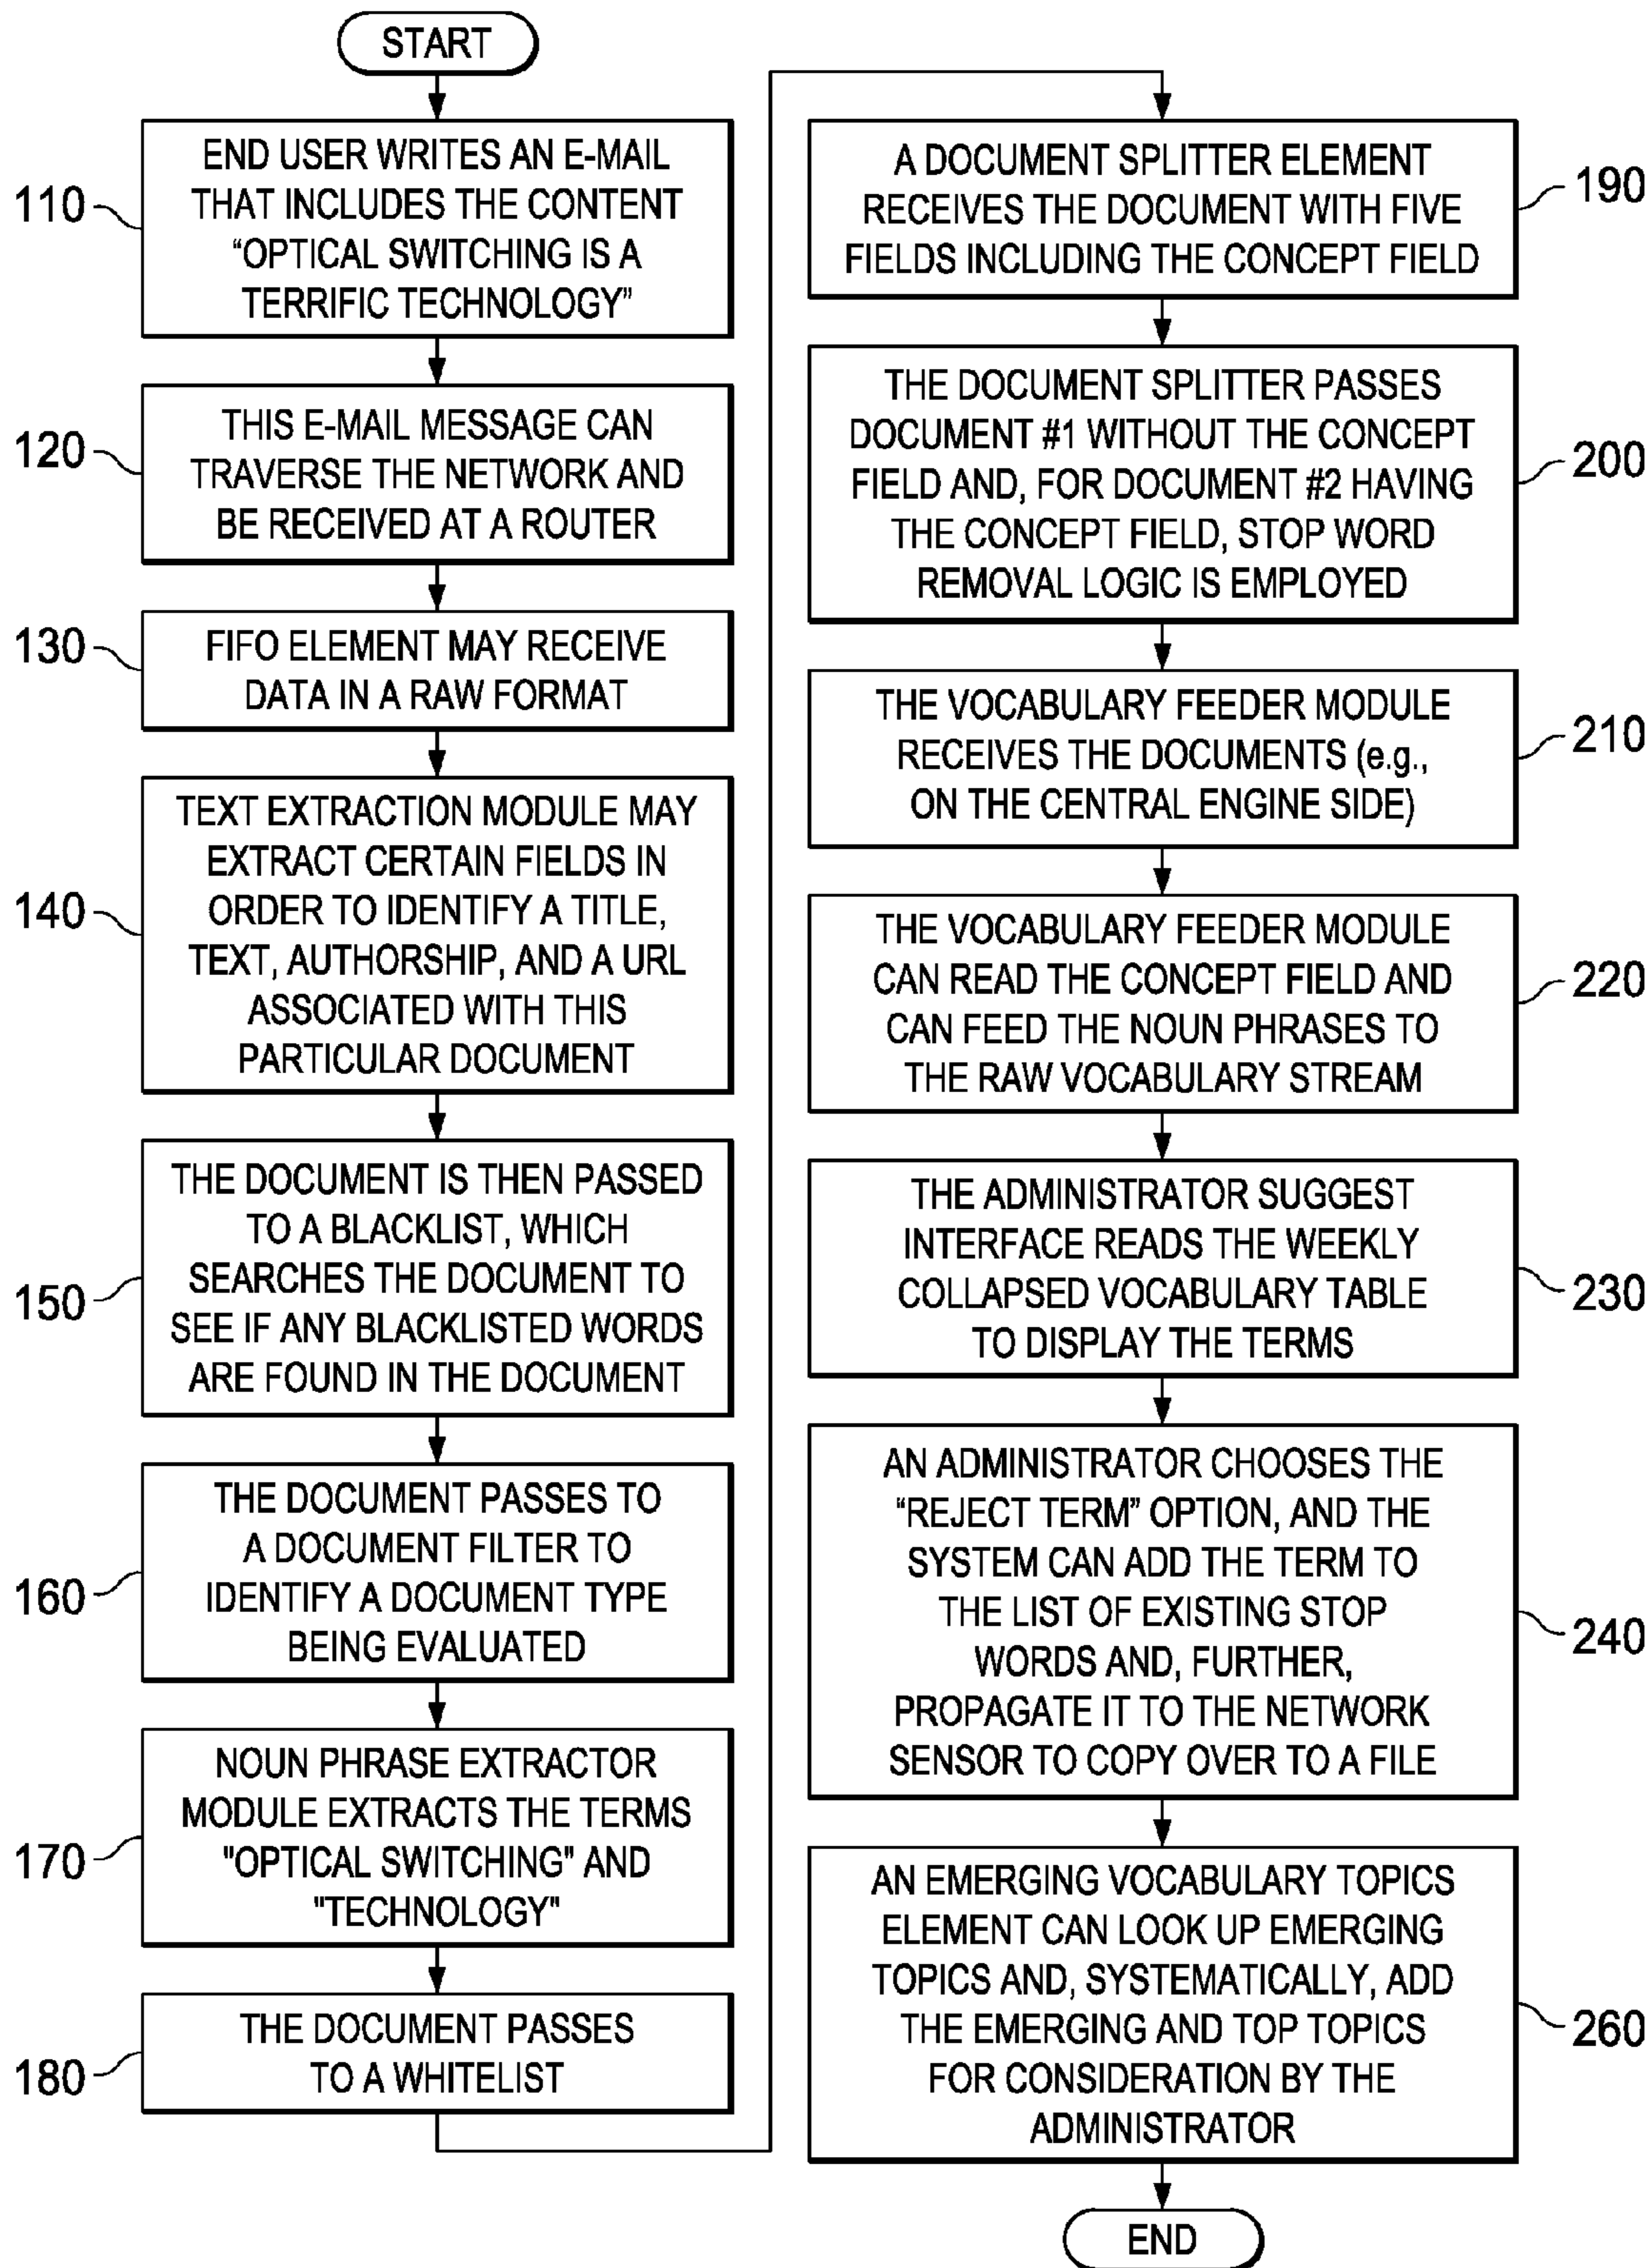 START
110
END USER WRITES AN E-MAIL
THAT INCLUDES THE CONTENT
“OPTICAL SWITCHING IS A
TERRIFIC TECHNOLOGY”
120
THIS E-MAIL MESSAGE CAN
TRAVERSE THE NETWORK AND
BE RECEIVED AT A ROUTER
130
FIFO ELEMENT MAY RECEIVE
DATA IN A RAW FORMAT
140
TEXT EXTRACTION MODULE MAY
EXTRACT CERTAIN FIELDS IN
ORDER TO IDENTIFY A TITLE,
TEXT, AUTHORSHIP, AND A URL
ASSOCIATED WITH THIS
PARTICULAR DOCUMENT
150
THE DOCUMENT IS THEN PASSED
TO A BLACKLIST, WHICH
SEARCHES THE DOCUMENT TO
SEE IF ANY BLACKLISTED WORDS
ARE FOUND IN THE DOCUMENT
160
THE DOCUMENT PASSES TO
A DOCUMENT FILTER TO
IDENTIFY A DOCUMENT TYPE
BEING EVALUATED
170
NOUN PHRASE EXTRACTOR
MODULE EXTRACTS THE TERMS
"OPTICAL SWITCHING" AND
"TECHNOLOGY"
180
THE DOCUMENT PASSES
TO A WHITELIST
A DOCUMENT SPLITTER ELEMENT
RECEIVES THE DOCUMENT WITH FIVE
FIELDS INCLUDING THE CONCEPT FIELD
190
THE DOCUMENT SPLITTER PASSES
DOCUMENT #1 WITHOUT THE CONCEPT
FIELD AND, FOR DOCUMENT #2 HAVING
THE CONCEPT FIELD, STOP WORD
REMOVAL LOGIC IS EMPLOYED
200
THE VOCABULARY FEEDER MODULE
RECEIVES THE DOCUMENTS (e.g.,
ON THE CENTRAL ENGINE SIDE)
210
THE VOCABULARY FEEDER MODULE
CAN READ THE CONCEPT FIELD AND
CAN FEED THE NOUN PHRASES TO
THE RAW VOCABULARY STREAM
220
THE ADMINISTRATOR SUGGEST
INTERFACE READS THE WEEKLY
COLLAPSED VOCABULARY TABLE
TO DISPLAY THE TERMS
230
AN ADMINISTRATOR CHOOSES THE
“REJECT TERM” OPTION, AND THE
SYSTEM CAN ADD THE TERM TO
THE LIST OF EXISTING STOP
WORDS AND, FURTHER,
PROPAGATE IT TO THE NETWORK
SENSOR TO COPY OVER TO A FILE
240
AN EMERGING VOCABULARY TOPICS
ELEMENT CAN LOOK UP EMERGING
TOPICS AND, SYSTEMATICALLY, ADD
THE EMERGING AND TOP TOPICS
FOR CONSIDERATION BY THE
ADMINISTRATOR
260
END